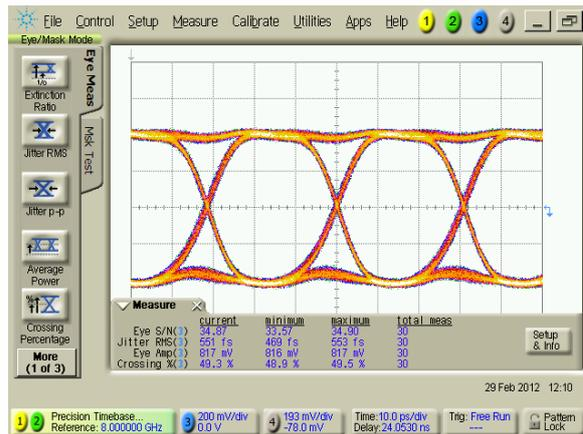 File Control Setup Measure Calibrate Utilities Apps Help 1 2 3 4
Eye/Mask Mode
Eye Meas
Msk Test
Extinction
Ratio
Jitter RMS
Jitter p-p
Average
Power
Crossing
Percentage
More
(1 of 3)
Measure
current minimum maximum total meas
Eye S/N(3) 34.87 33.57 34.90 30
Jitter RMS(3) 551 fs 469 fs 553 fs 30
Eye Amp(3) 817 mV 816 mV 817 mV 30
Crossing %(3) 49.3 % 48.9 % 49.5 % 30
Setup
& Info
29 Feb 2012 12:10
1 2 Precision Timebase...
Reference: 8.000000 GHz
3 200 mV/div
0.0 V
4 193 mV/div
-78.0 mV
Time:10.0 ps/div
Delay:24.0530 ns
Trig: Free Run
---
Pattern
Lock